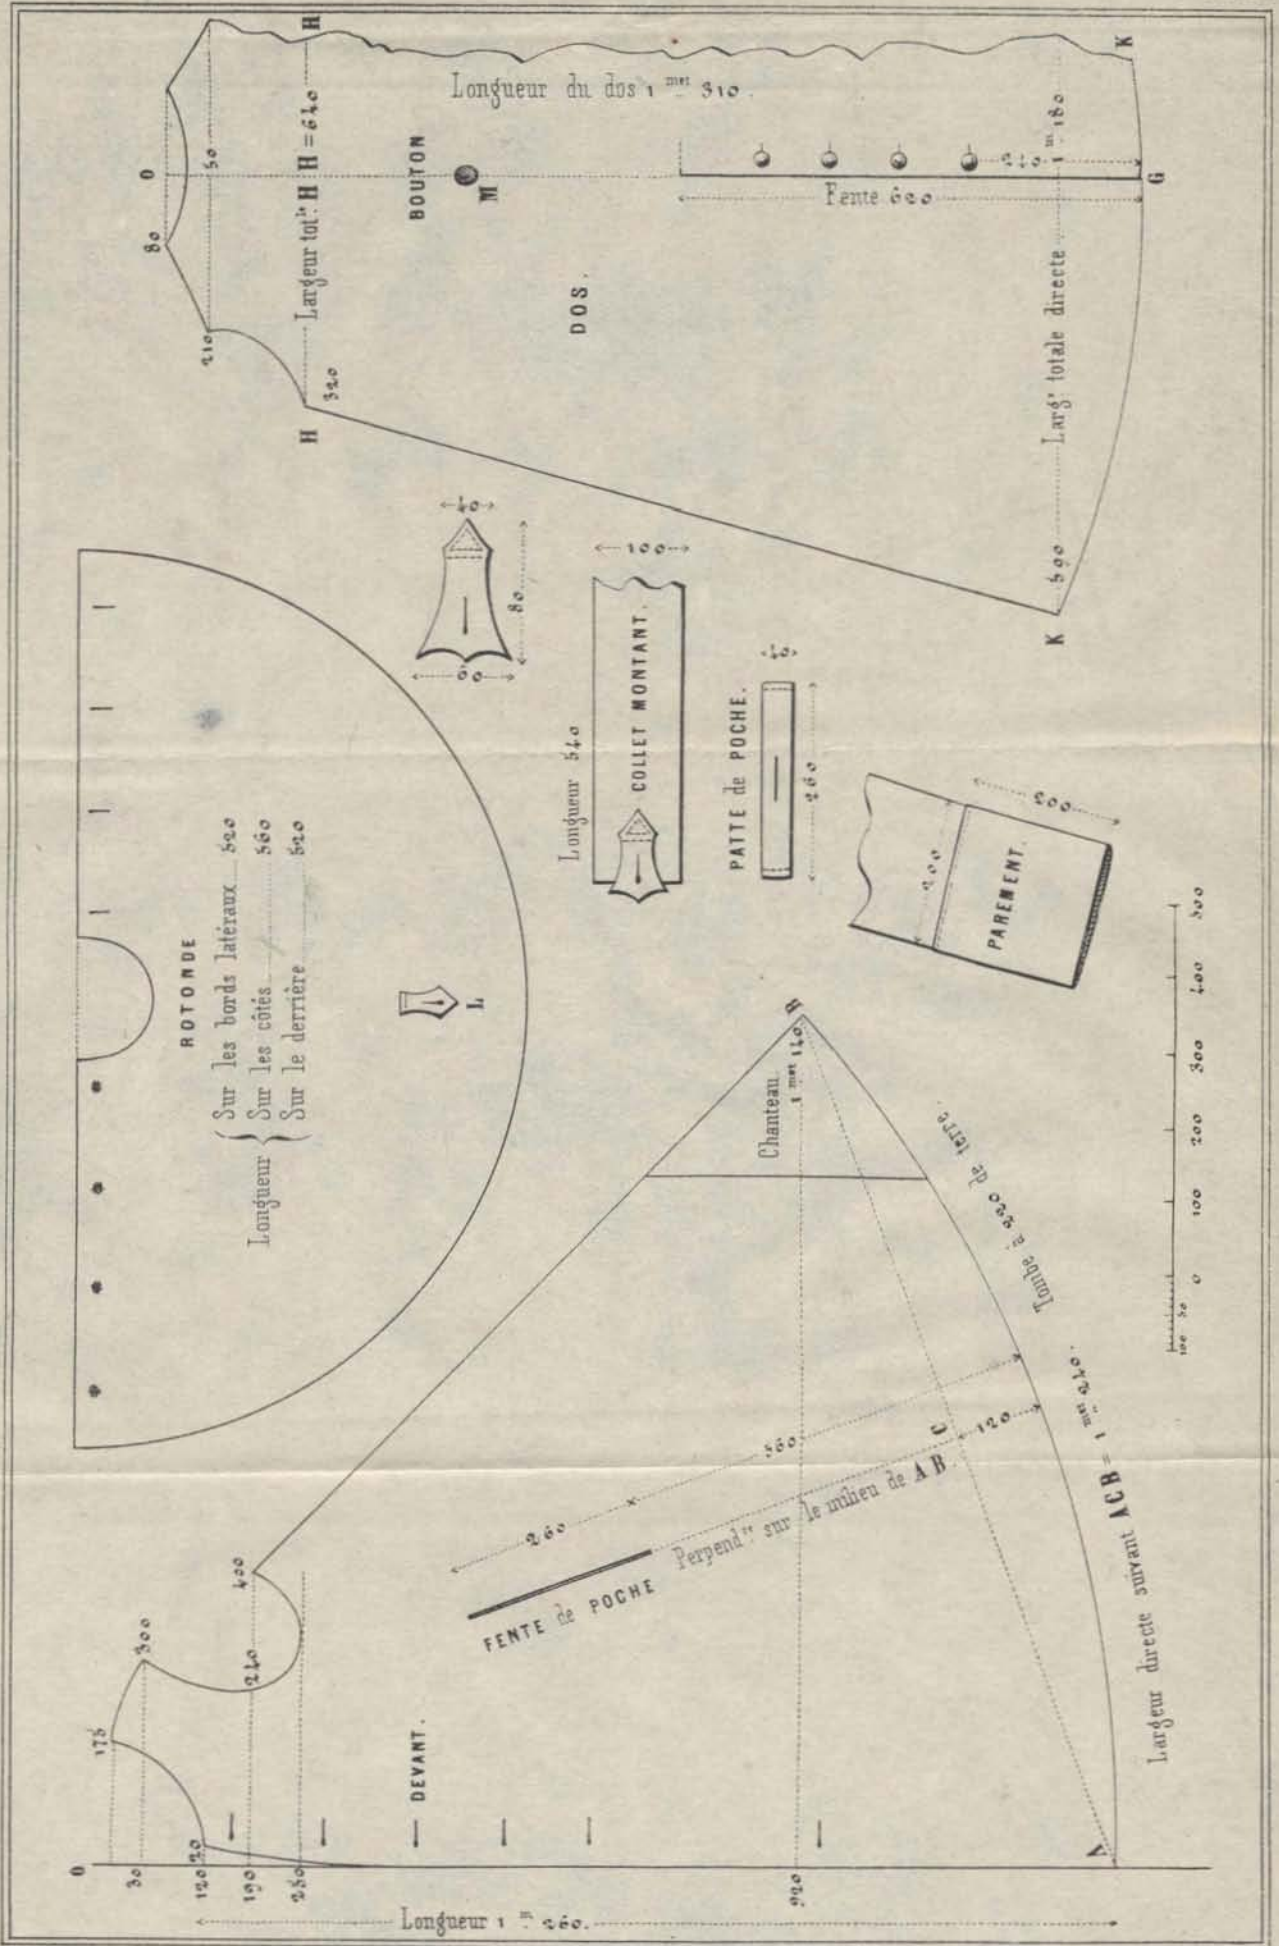 ROTONDE
Longueur
Sur les bords latéraux 520
Sur les côtés 560
Sur le derrière 520
L
O
80
210
50
Largeur totle H H = 640
H
H
320
BOUTON
M
DOS.
Longueur du dos 1 met 310.
Fente 620
240
1 m 180
Largr totale directe
590
K
K
G
40
90
80
Longueur 540
COLLET MONTANT.
100
PATTE de POCHE.
40
260
200
200
PAREMENT.
O
30
120
20
190
250
175
300
240
400
DEVANT.
Longueur 1 m 260.
920
FENTE de POCHE
260
560
Perpendre sur le milieu de A B.
C
120
Chanteau.
1 met 140.
B
A
Tombe à 220 de terre.
Largeur directe suivant ACB = 1 met 240.
100 50 0 100 200 300 400 500